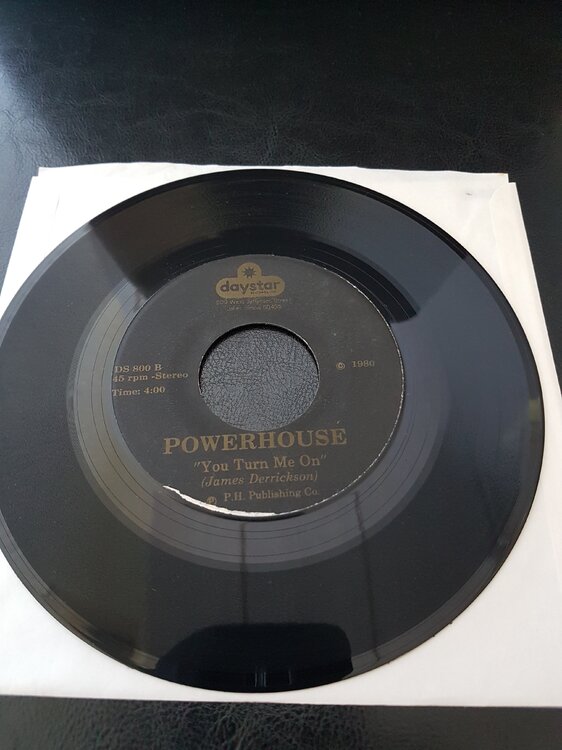 daystar
DS 800 B
45 rpm -Stereo
Time: 4:00
© 1980
POWERHOUSE
"You Turn Me On"
(James Derrickson)
℗ P.H. Publishing Co.